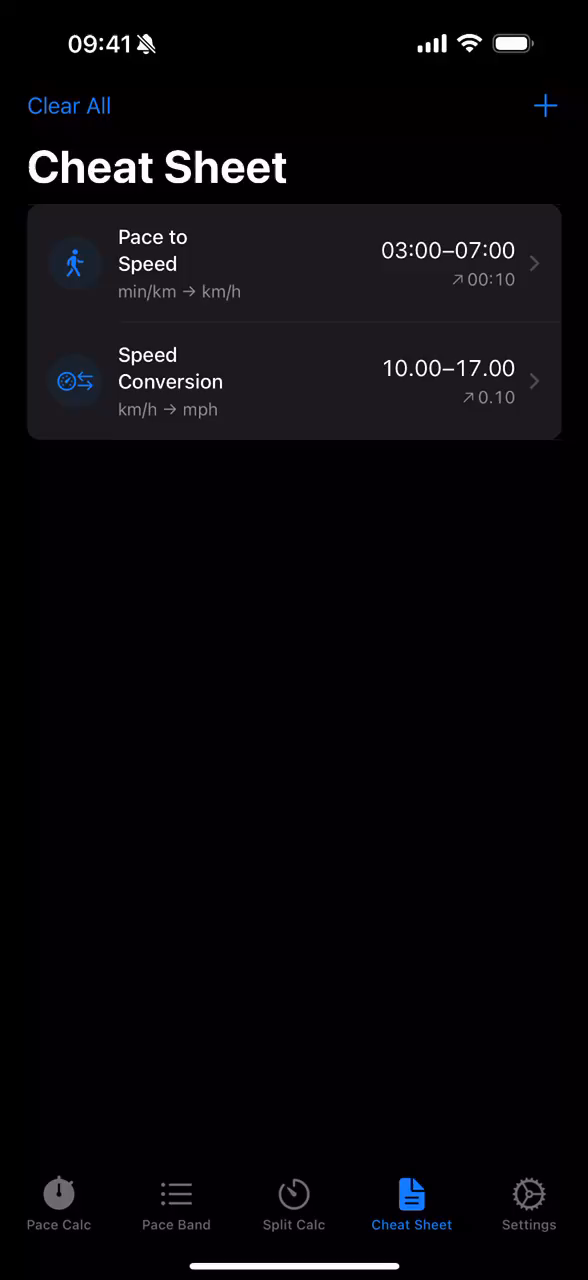 09:41
Clear All
Cheat Sheet
Pace to
Speed
03:00–07:00
min/km → km/h
↗ 00:10
Speed
Conversion
10.00–17.00
km/h → mph
↗ 0.10
Pace Calc
Pace Band
Split Calc
Cheat Sheet
Settings